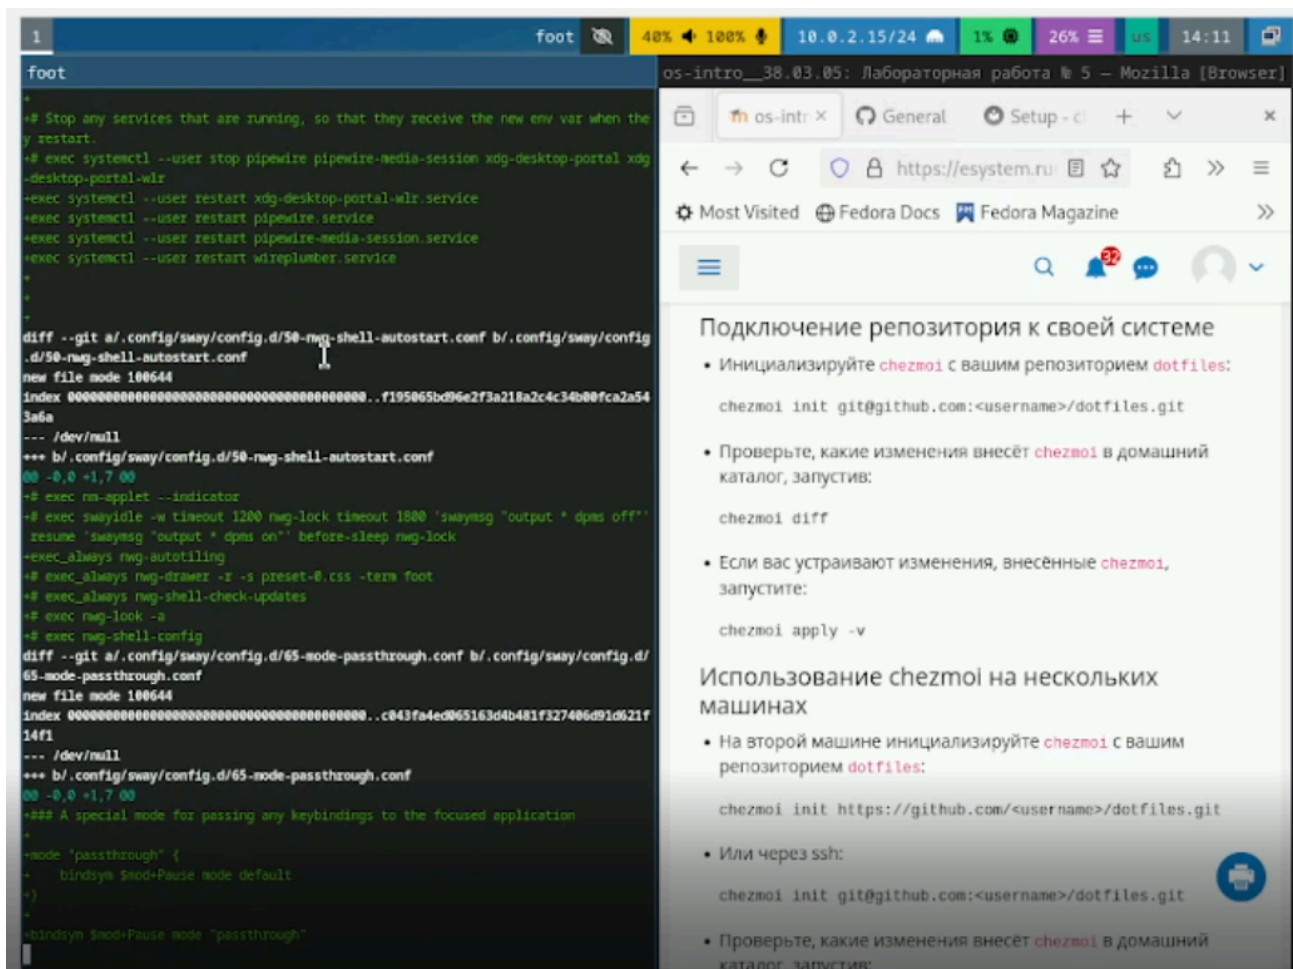 1
foot
40% 100%
10.0.2.15/24
1%
26%
us
14:11
foot
+
+# Stop any services that are running, so that they receive the new env var when the
y restart.
+# exec systemctl --user stop pipewire pipewire-media-session xdg-desktop-portal xdg
-desktop-portal-wlr
+exec systemctl --user restart xdg-desktop-portal-wlr.service
+exec systemctl --user restart pipewire.service
+exec systemctl --user restart pipewire-media-session.service
+exec systemctl --user restart wireplumber.service
+
+
+
diff --git a/.config/sway/config.d/50-nwg-shell-autostart.conf b/.config/sway/config
.d/50-nwg-shell-autostart.conf
new file mode 100644
index 0000000000000000000000000000000000000000..f195065bd96e2f3a218a2c4c34b00fca2a54
3a6a
--- /dev/null
+++ b/.config/sway/config.d/50-nwg-shell-autostart.conf
@@ -0,0 +1,7 @@
+# exec nm-applet --indicator
+# exec swayidle -w timeout 1200 nwg-lock timeout 1800 'swaymsg "output * dpms off"'
 resume 'swaymsg "output * dpms on"' before-sleep nwg-lock
+exec_always nwg-autotiling
+# exec_always nwg-drawer -r -s preset-0.css -term foot
+# exec_always nwg-shell-check-updates
+# exec nwg-look -a
+# exec nwg-shell-config
diff --git a/.config/sway/config.d/65-mode-passthrough.conf b/.config/sway/config.d/
65-mode-passthrough.conf
new file mode 100644
index 0000000000000000000000000000000000000000..c043fa4ed065163d4b481f327406d91d621f
14f1
--- /dev/null
+++ b/.config/sway/config.d/65-mode-passthrough.conf
@@ -0,0 +1,7 @@
+### A special mode for passing any keybindings to the focused application
+
+mode "passthrough" {
+    bindsym $mod+Pause mode default
+}
+
+bindsym $mod+Pause mode "passthrough"
os-intro__38.03.05: Лабораторная работа № 5 — Mozilla [Browser]
os-intr
General
Setup - c
https://esystem.ru
Most Visited
Fedora Docs
Fedora Magazine
32
Подключение репозитория к своей системе
• Инициализируйте chezmoi с вашим репозиторием dotfiles:
chezmoi init git@github.com:<username>/dotfiles.git
• Проверьте, какие изменения внесёт chezmoi в домашний
каталог, запустив:
chezmoi diff
• Если вас устраивают изменения, внесённые chezmoi,
запустите:
chezmoi apply -v
Использование chezmoi на нескольких
машинах
• На второй машине инициализируйте chezmoi с вашим
репозиторием dotfiles:
chezmoi init https://github.com/<username>/dotfiles.git
• Или через ssh:
chezmoi init git@github.com:<username>/dotfiles.git
• Проверьте, какие изменения внесёт chezmoi в домашний
каталог, запустив: